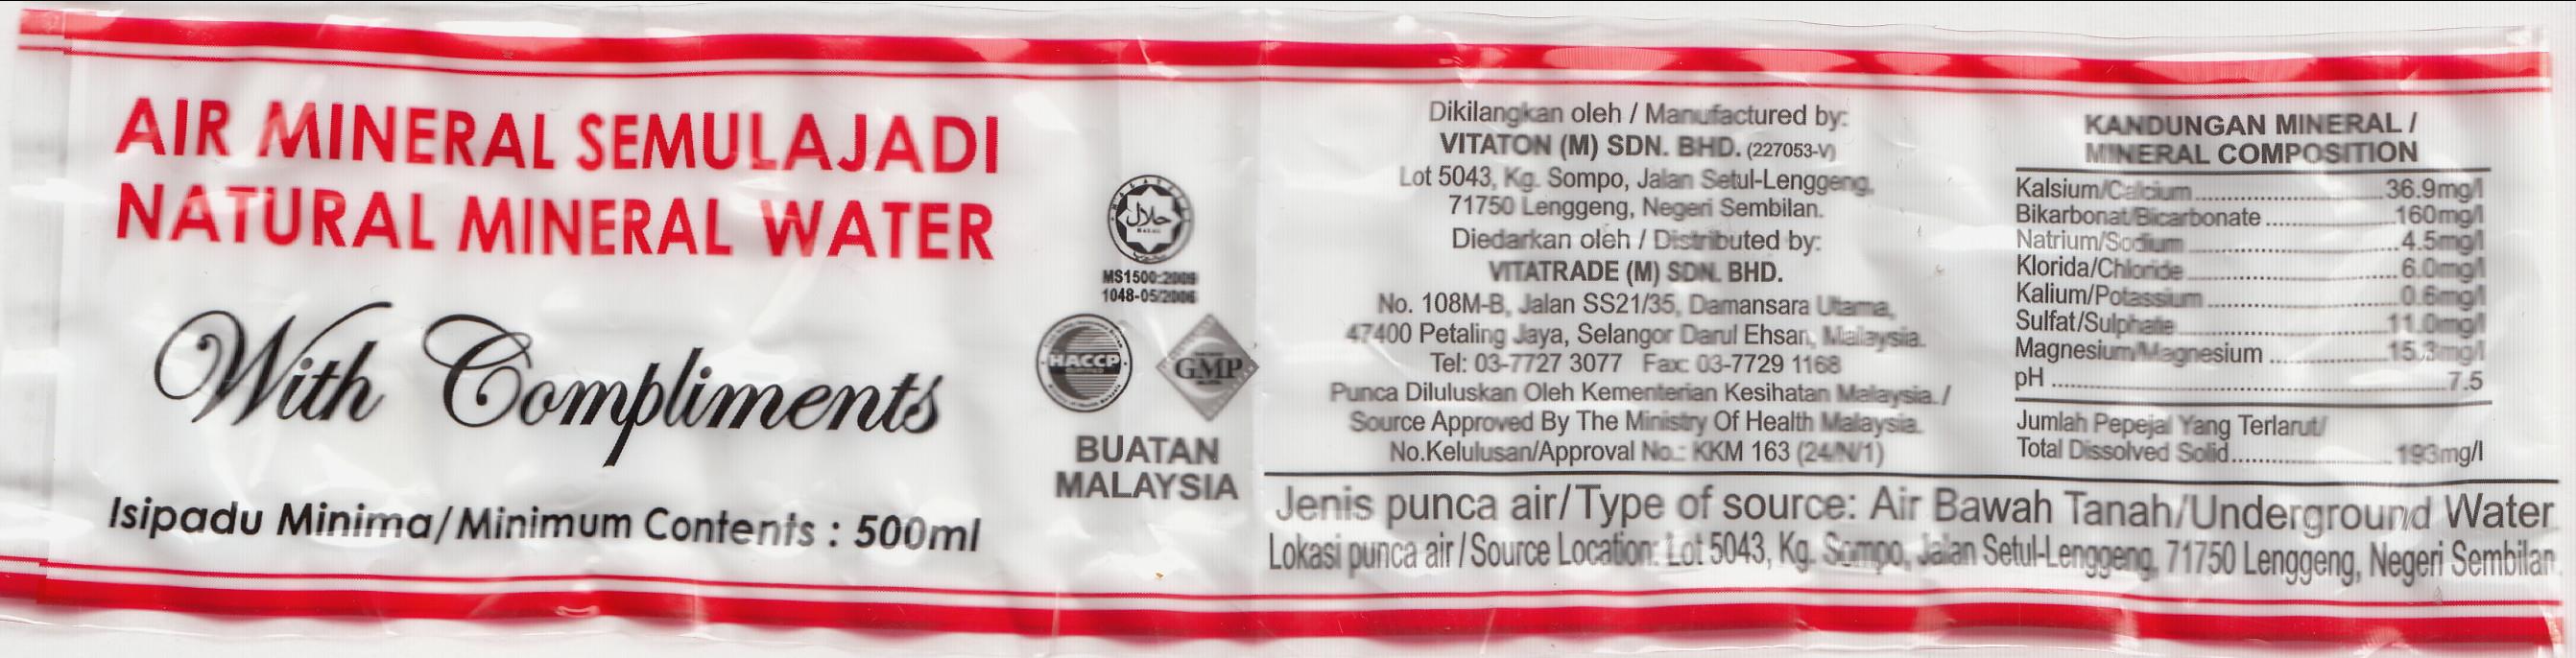 AIR MINERAL SEMULAJADI
NATURAL MINERAL WATER
With Compliments
Isipadu Minima/Minimum Contents : 500ml
حلال
HALAL
MS1500:2009
1048-05/2006
HACCP
GMP
BUATAN
MALAYSIA
Dikilangkan oleh / Manufactured by:
VITATON (M) SDN. BHD. (227053-V)
Lot 5043, Kg. Sompo, Jalan Setul-Lenggeng,
71750 Lenggeng, Negeri Sembilan.
Diedarkan oleh / Distributed by:
VITATRADE (M) SDN. BHD.
No. 108M-B, Jalan SS21/35, Damansara Utama,
47400 Petaling Jaya, Selangor Darul Ehsan, Malaysia.
Tel: 03-7727 3077 Fax: 03-7729 1168
Punca Diluluskan Oleh Kementerian Kesihatan Malaysia./
Source Approved By The Ministry Of Health Malaysia.
No.Kelulusan/Approval No.: KKM 163 (24/N/1)
KANDUNGAN MINERAL /
MINERAL COMPOSITION
Kalsium/Calcium....................36.9mg/l
Bikarbonat/Bicarbonate....................160mg/l
Natrium/Sodium....................4.5mg/l
Klorida/Chloride....................6.0mg/l
Kalium/Potassium....................0.6mg/l
Sulfat/Sulphate....................11.0mg/l
Magnesium/Magnesium....................15.3mg/l
pH....................7.5
Jumlah Pepejal Yang Terlarut/
Total Dissolved Solid....................193mg/l
Jenis punca air/Type of source: Air Bawah Tanah/Underground Water
Lokasi punca air / Source Location: Lot 5043, Kg. Sompo, Jalan Setul-Lenggeng, 71750 Lenggeng, Negeri Sembilan.